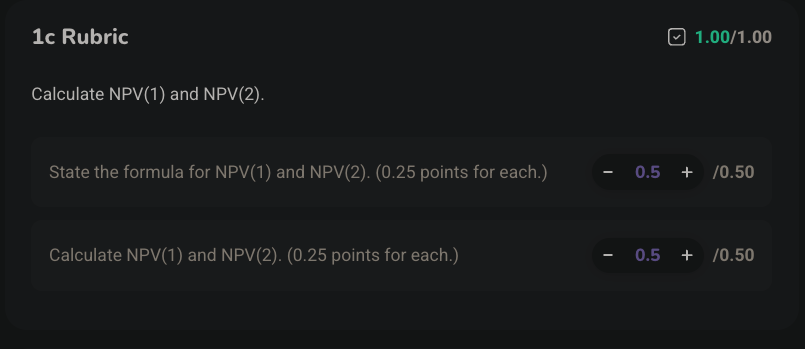 1c Rubric
1.00/1.00
Calculate NPV(1) and NPV(2).
State the formula for NPV(1) and NPV(2). (0.25 points for each.)
− 0.5 + /0.50
Calculate NPV(1) and NPV(2). (0.25 points for each.)
− 0.5 + /0.50